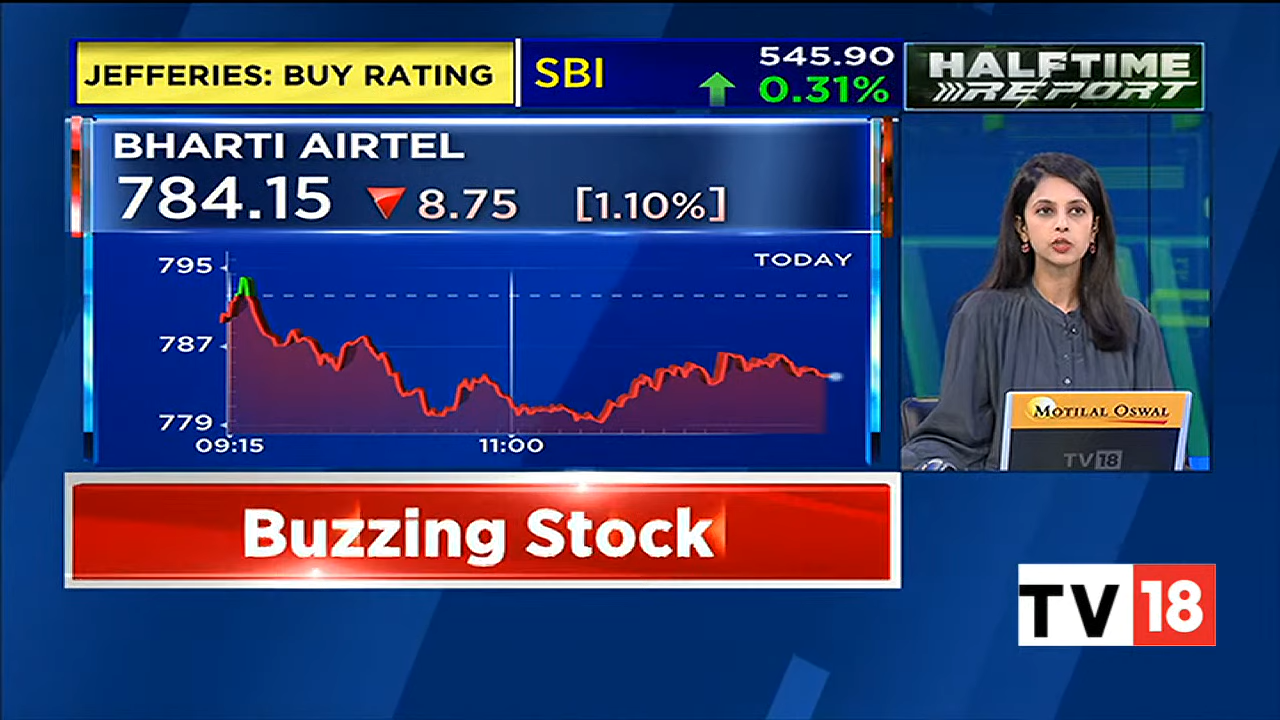 JEFFERIES: BUY RATING
SBI
545.90
0.31%
HALFTIME
REPORT
BHARTI AIRTEL
784.15 8.75 [1.10%]
TODAY
795
787
779
09:15 11:00
MOTILAL OSWAL
TV18
Buzzing Stock
TV18